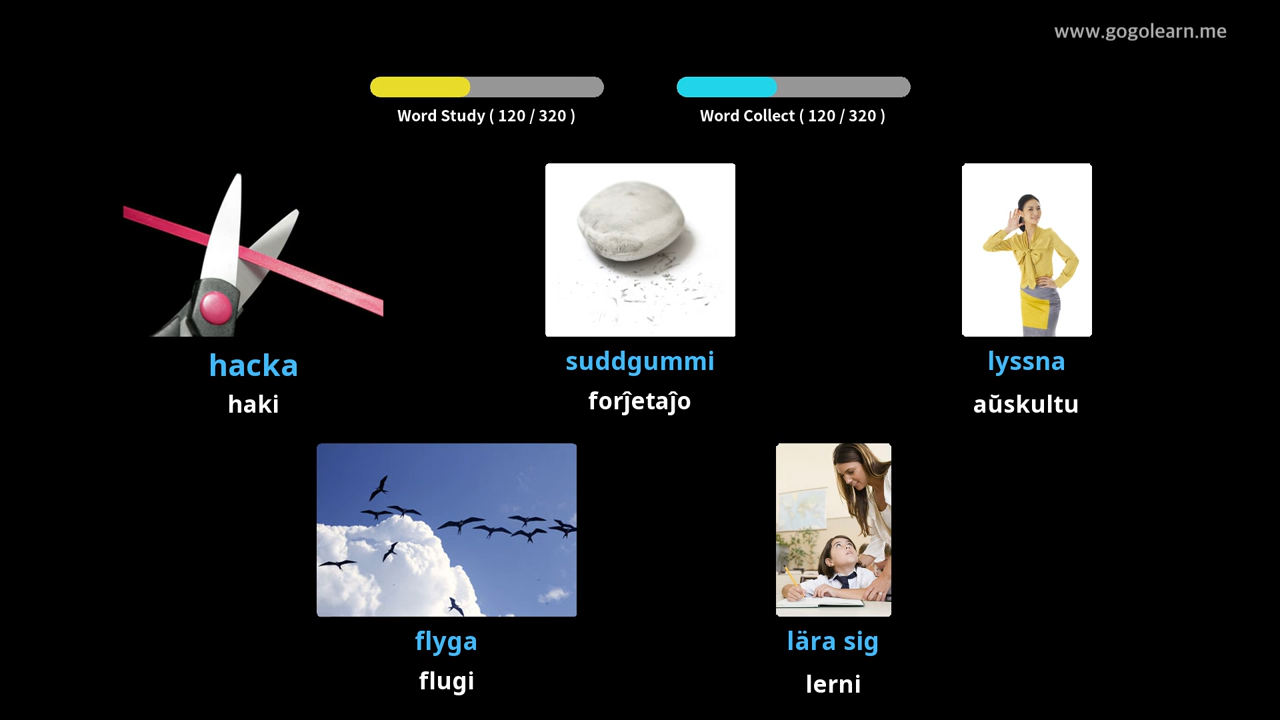 www.gogolearn.me
Word Study ( 120 / 320 )
Word Collect ( 120 / 320 )
hacka
haki
suddgummi
forĵetaĵo
lyssna
aŭskultu
flyga
flugi
lära sig
lerni